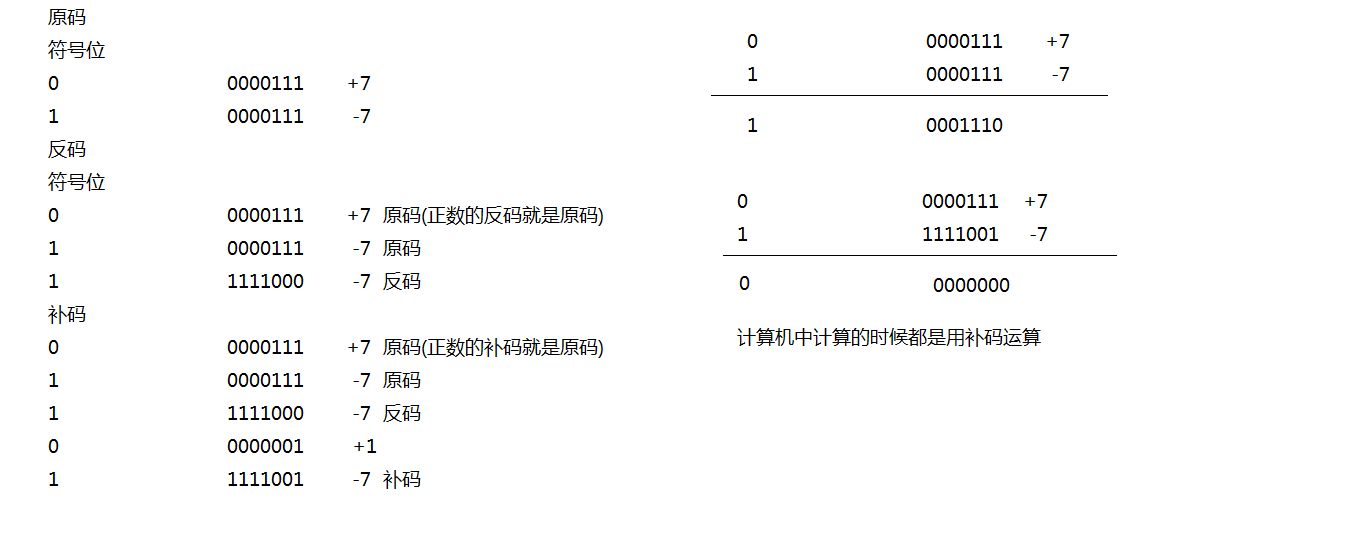 原码
符号位
0 0000111 +7
1 0000111 -7
反码
符号位
0 0000111 +7 原码(正数的反码就是原码)
1 0000111 -7 原码
1 1111000 -7 反码
补码
0 0000111 +7 原码(正数的补码就是原码)
1 0000111 -7 原码
1 1111000 -7 反码
0 0000001 +1
1 1111001 -7 补码
0 0000111 +7
1 0000111 -7
1 0001110
0 0000111 +7
1 1111001 -7
0 0000000
计算机中计算的时候都是用补码运算